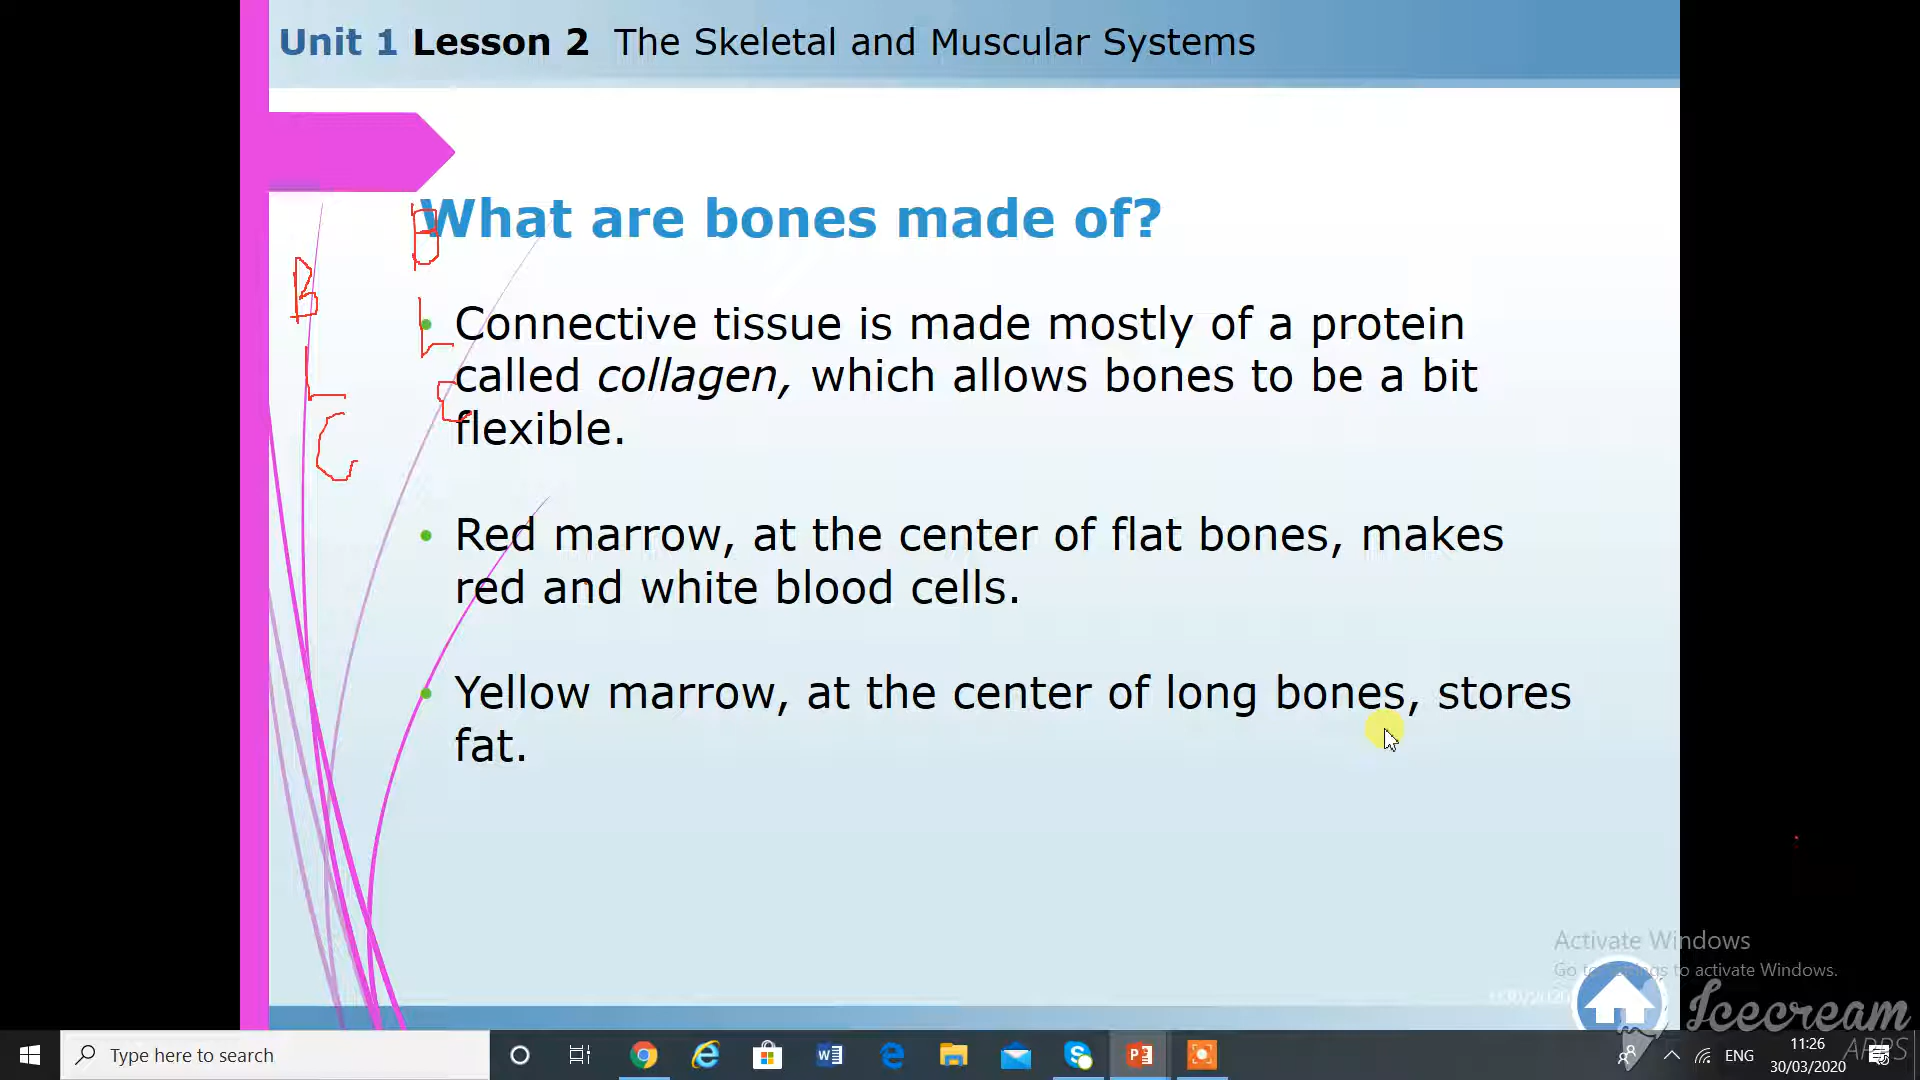 Unit 1 Lesson 2 The Skeletal and Muscular Systems
What are bones made of?
B
B
L
L
C
C
• Connective tissue is made mostly of a protein
called collagen, which allows bones to be a bit
flexible.
• Red marrow, at the center of flat bones, makes
red and white blood cells.
• Yellow marrow, at the center of long bones, stores
fat.
Activate Windows
Go to Settings to activate Windows.
Icecream
APPS
Type here to search
ENG
11:26
30/03/2020